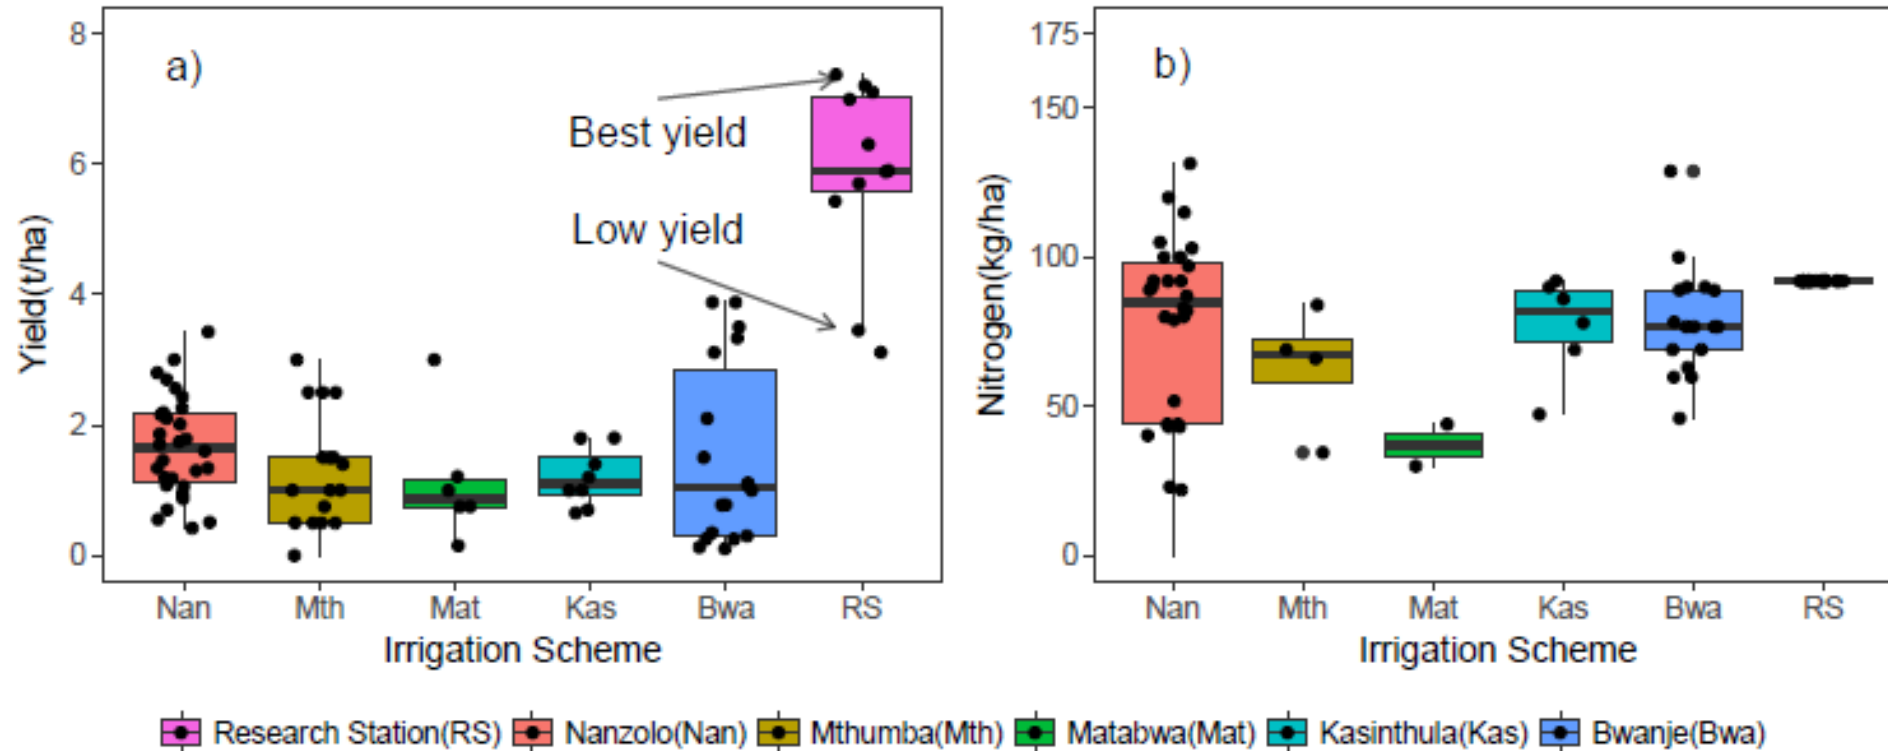 a)
8
6
4
2
0
Yield(t/ha)
Best yield
Low yield
Nan Mth Mat Kas Bwa RS
Irrigation Scheme
b)
175
150
100
50
0
Nitrogen(kg/ha)
Nan Mth Mat Kas Bwa RS
Irrigation Scheme
Research Station(RS) Nanzolo(Nan) Mthumba(Mth) Matabwa(Mat) Kasinthula(Kas) Bwanje(Bwa)